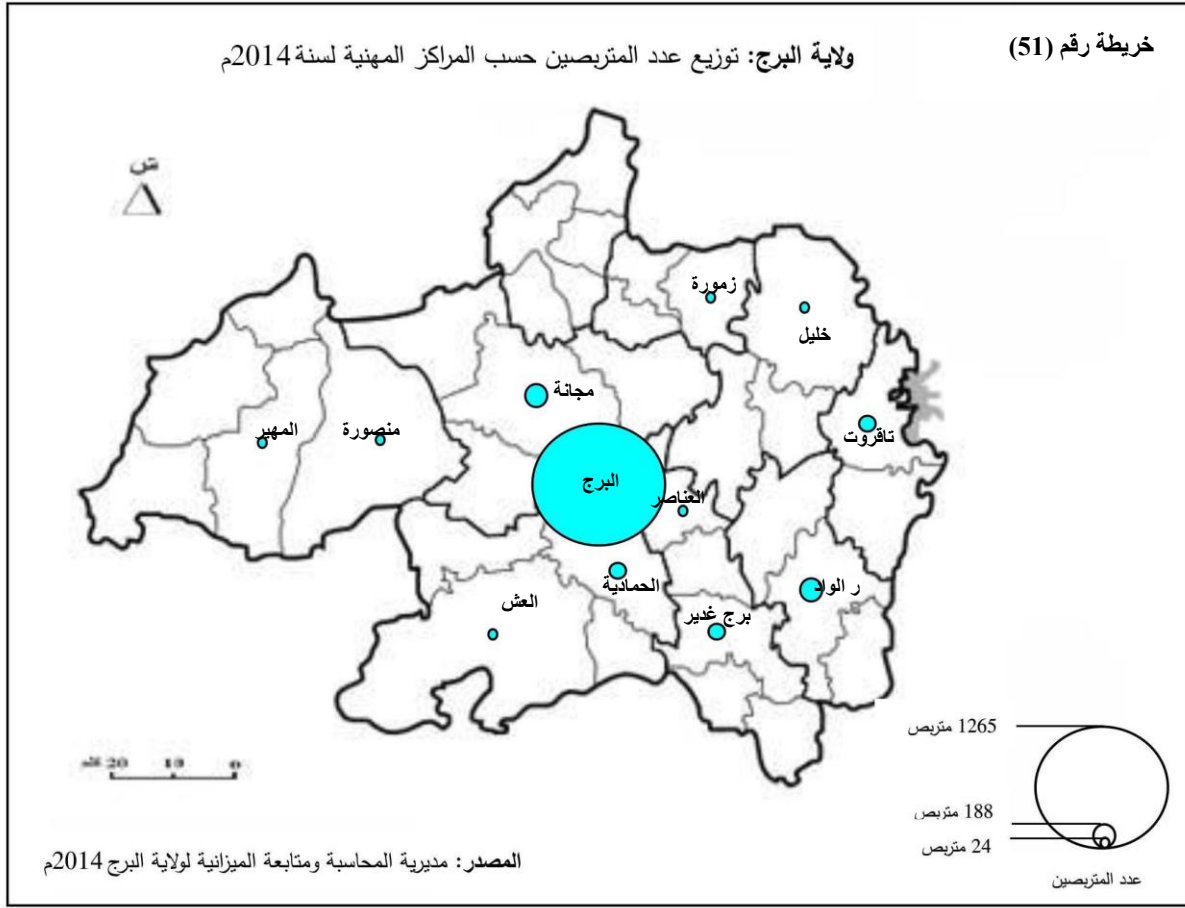 خريطة رقم (51)
ولاية البرج: توزيع عدد المتربصين حسب المراكز المهنية لسنة 2014م
ش
زمورة
خليل
مجانة
تاقروت
منصورة
المهير
البرج
العناصر
الحمادية
ر الواد
العش
برج غدير
1265 متربص
188 متربص
24 متربص
عدد المتربصين
0 10 20 كلم
المصدر: مديرية المحاسبة ومتابعة الميزانية لولاية البرج 2014م